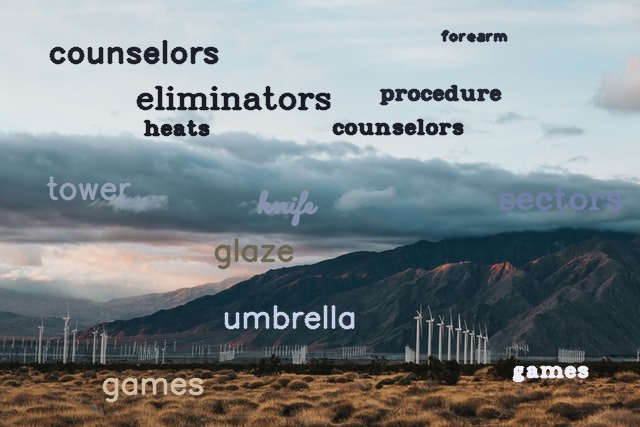 forearm
counselors
eliminators
procedure
heats
counselors
tower
knife
sectors
glaze
umbrella
games
games